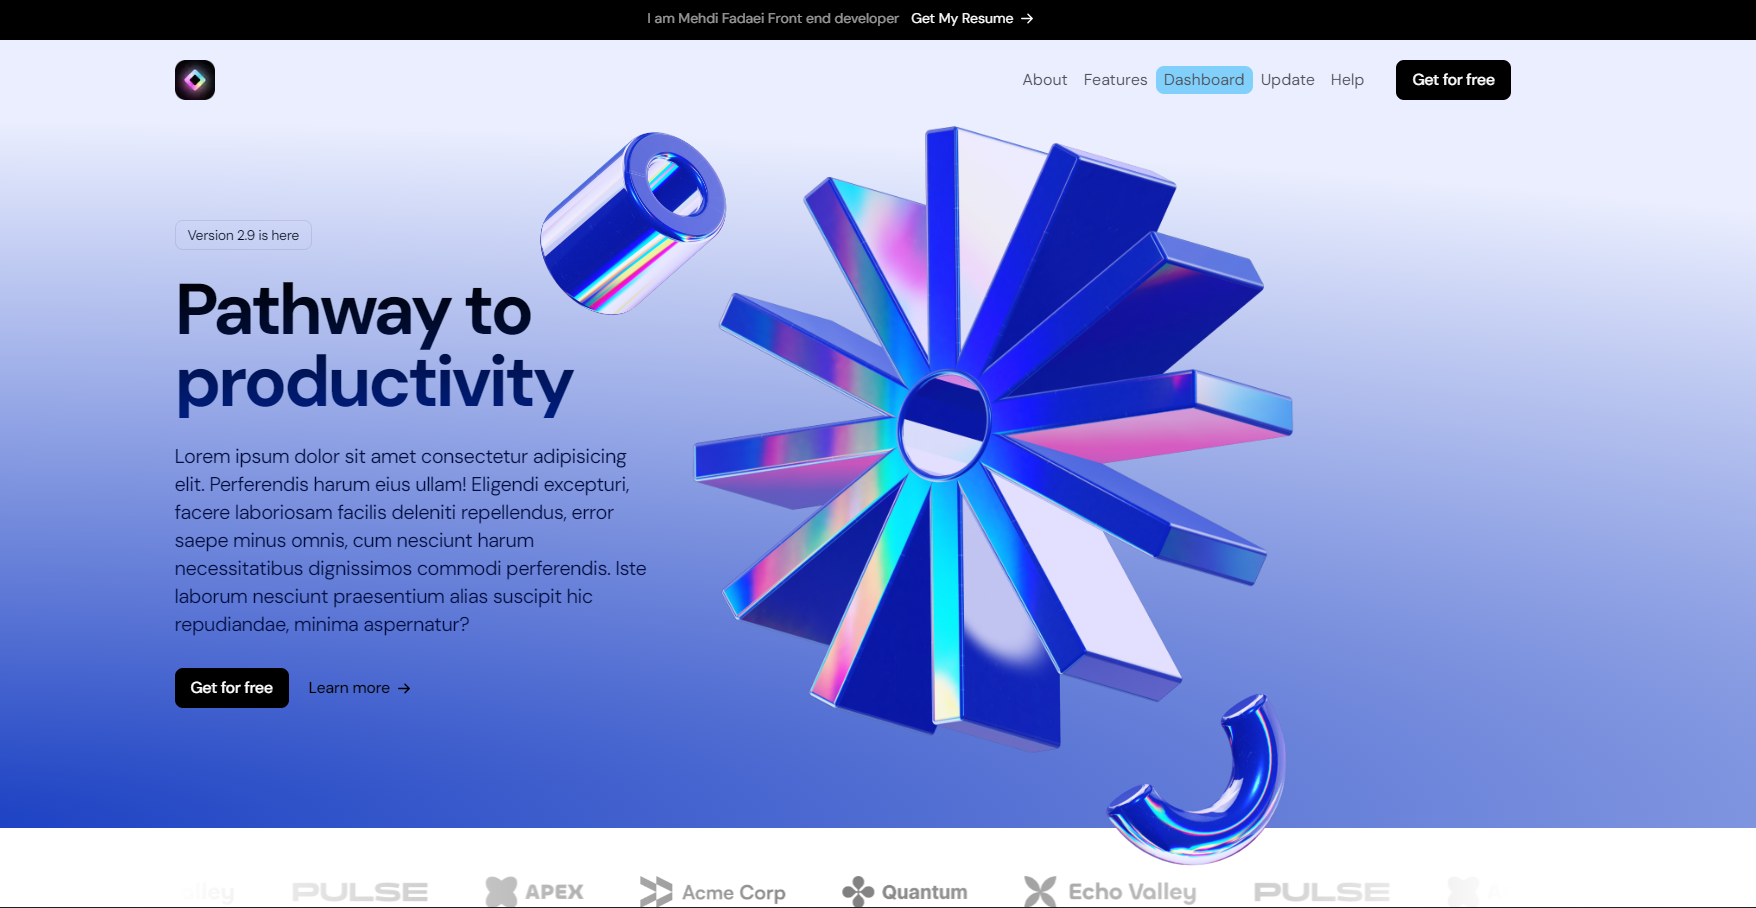 I am Mehdi Fadaei Front end developer Get My Resume →
About Features Dashboard Update Help Get for free
Version 2.9 is here
Pathway to
productivity
Lorem ipsum dolor sit amet consectetur adipisicing
elit. Perferendis harum eius ullam! Eligendi excepturi,
facere laboriosam facilis deleniti repellendus, error
saepe minus omnis, cum nesciunt harum
necessitatibus dignissimos commodi perferendis. Iste
laborum nesciunt praesentium alias suscipit hic
repudiandae, minima aspernatur?
Get for free Learn more →
alley PULSE APEX Acme Corp Quantum Echo Valley PULSE A